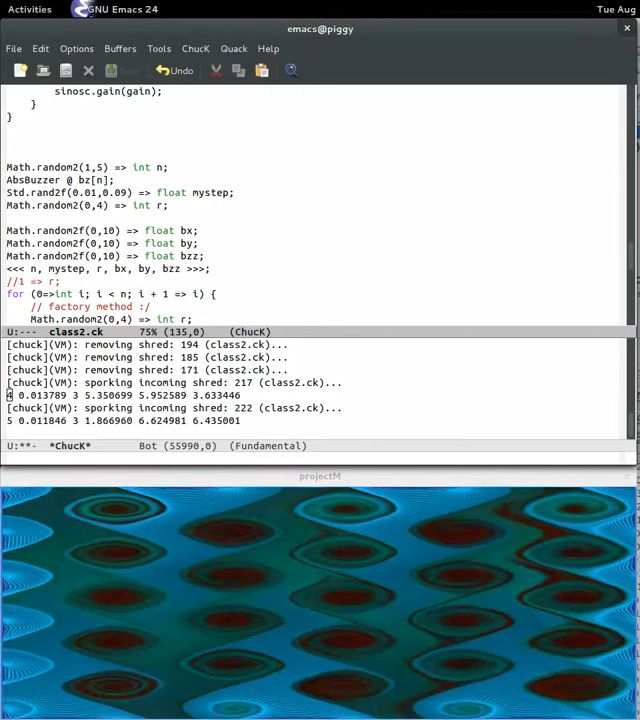 Activities GNU Emacs 24 Tue Aug
emacs@piggy
File Edit Options Buffers Tools ChucK Quack Help
Save Undo
sinosc.gain(gain);
}
}
Math.random2(1,5) => int n;
AbsBuzzer @ bz[n];
Std.rand2f(0.01,0.09) => float mystep;
Math.random2(0,4) => int r;
Math.random2f(0,10) => float bx;
Math.random2f(0,10) => float by;
Math.random2f(0,10) => float bzz;
<<< n, mystep, r, bx, by, bzz >>>;
//1 => r;
for (0=>int i; i < n; i + 1 => i) {
// factory method :/
Math.random2(0,4) => int r;
U:--- class2.ck 75% (135,0) (ChucK)
[chuck](VM): removing shred: 194 (class2.ck)...
[chuck](VM): removing shred: 185 (class2.ck)...
[chuck](VM): removing shred: 171 (class2.ck)...
[chuck](VM): sporking incoming shred: 217 (class2.ck)...
4 0.013789 3 5.350699 5.952589 3.633446
[chuck](VM): sporking incoming shred: 222 (class2.ck)...
5 0.011846 3 1.866960 6.624981 6.435001
U:**- *ChucK* Bot (55990,0) (Fundamental)
projectM